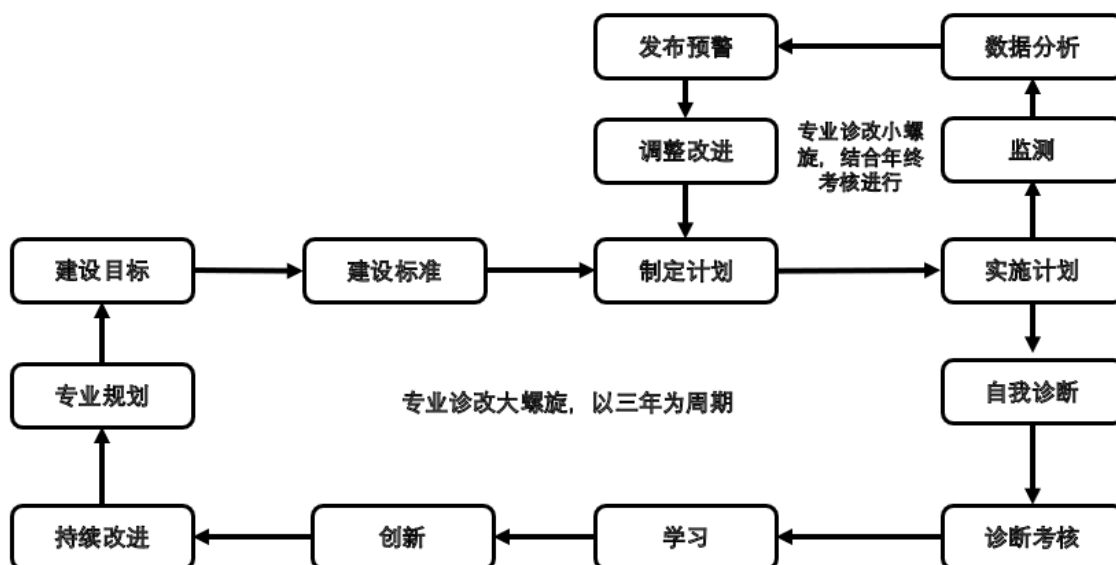 发布预警
数据分析
调整改进
专业诊改小螺
旋，结合年终
考核进行
监测
建设目标
建设标准
制定计划
实施计划
专业规划
专业诊改大螺旋，以三年为周期
自我诊断
持续改进
创新
学习
诊断考核